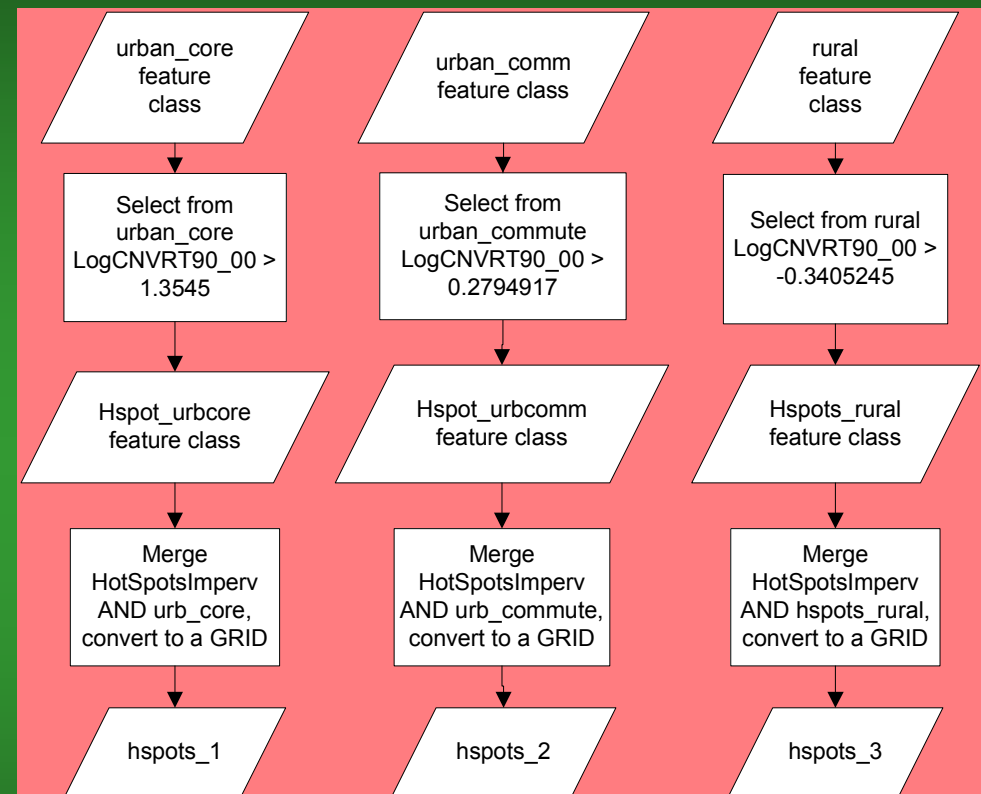 urban_core
feature
class
urban_comm
feature class
rural
feature
class
Select from
urban_core
LogCNVRT90_00 >
1.3545
Select from
urban_commute
LogCNVRT90_00 >
0.2794917
Select from rural
LogCNVRT90_00 >
-0.3405245
Hspot_urbcore
feature class
Hspot_urbcomm
feature class
Hspots_rural
feature class
Merge
HotSpotsImperv
AND urb_core,
convert to a GRID
Merge
HotSpotsImperv
AND urb_commute,
convert to a GRID
Merge
HotSpotsImperv
AND hspots_rural,
convert to a GRID
hspots_1
hspots_2
hspots_3